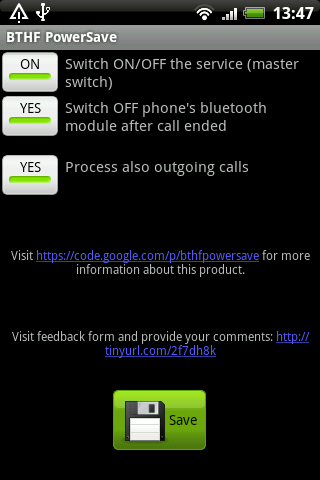 13:47
BTHF PowerSave
ON
Switch ON/OFF the service (master
switch)
YES
Switch OFF phone's bluetooth
module after call ended
YES
Process also outgoing calls
Visit https://code.google.com/p/bthfpowersave for more
information about this product.
Visit feedback form and provide your comments: http://
tinyurl.com/2f7dh8k
Save